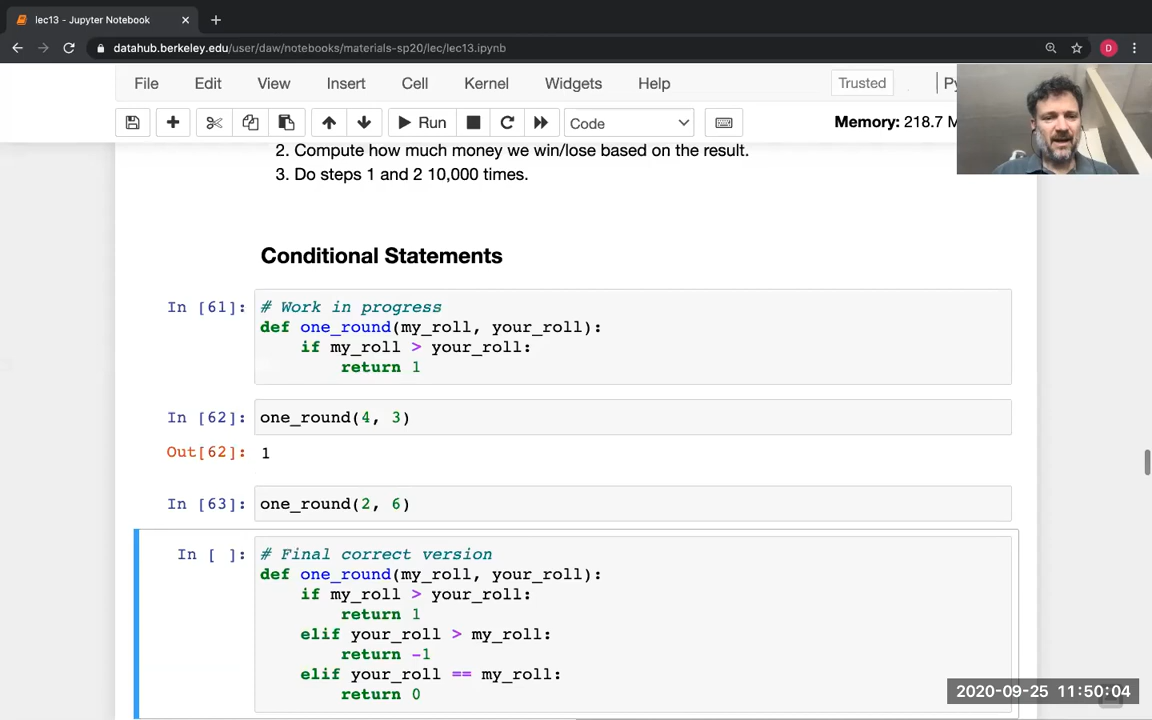 lec13 - Jupyter Notebook
datahub.berkeley.edu/user/daw/notebooks/materials-sp20/lec/lec13.ipynb
D
File Edit View Insert Cell Kernel Widgets Help Trusted
Run Code Memory: 218.7 M
2. Compute how much money we win/lose based on the result.
3. Do steps 1 and 2 10,000 times.
Conditional Statements
In [61]: # Work in progress
def one_round(my_roll, your_roll):
if my_roll > your_roll:
return 1
In [62]: one_round(4, 3)
Out[62]: 1
In [63]: one_round(2, 6)
In [ ]: # Final correct version
def one_round(my_roll, your_roll):
if my_roll > your_roll:
return 1
elif your_roll > my_roll:
return -1
elif your_roll == my_roll:
return 0
2020-09-25 11:50:04